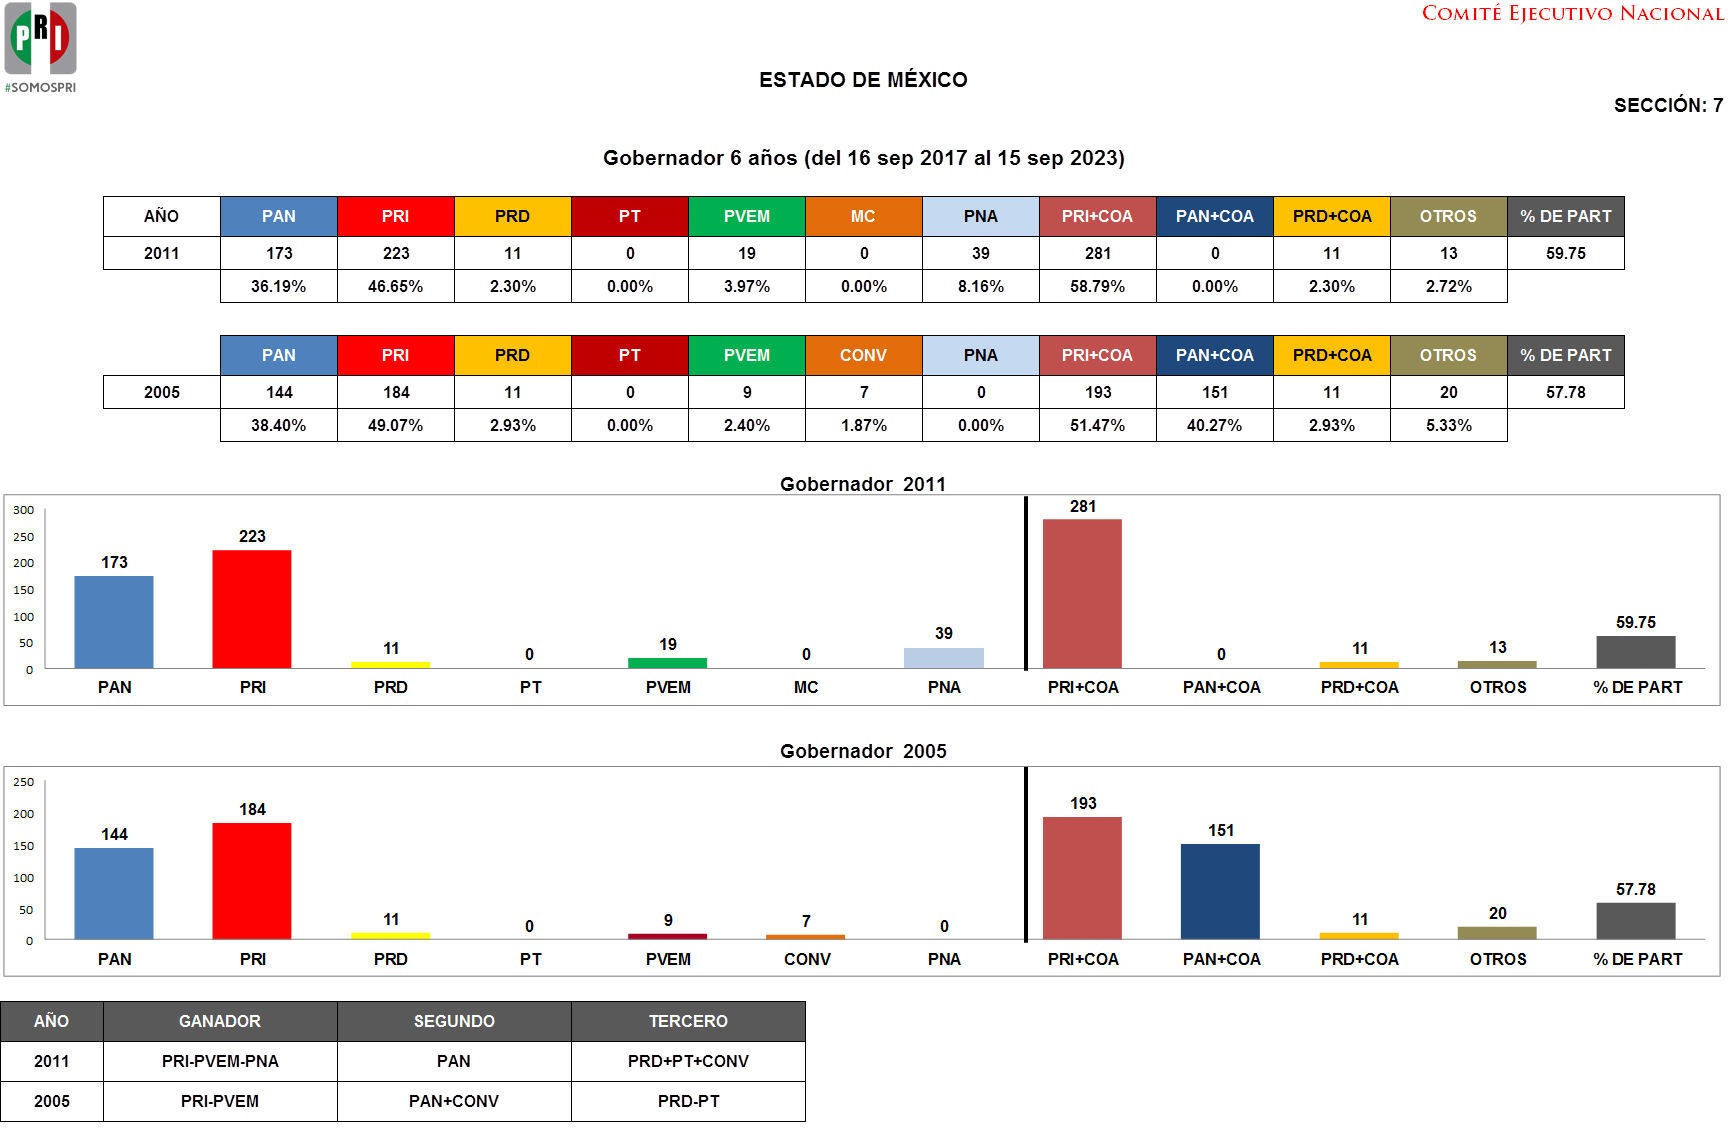 PRI
#SOMOSPRI
COMITÉ EJECUTIVO NACIONAL
ESTADO DE MÉXICO
SECCIÓN: 7
Gobernador 6 años (del 16 sep 2017 al 15 sep 2023)
AÑO PAN PRI PRD PT PVEM MC PNA PRI+COA PAN+COA PRD+COA OTROS % DE PART
2011 173 223 11 0 19 0 39 281 0 11 13 59.75
36.19% 46.65% 2.30% 0.00% 3.97% 0.00% 8.16% 58.79% 0.00% 2.30% 2.72%
PAN PRI PRD PT PVEM CONV PNA PRI+COA PAN+COA PRD+COA OTROS % DE PART
2005 144 184 11 0 9 7 0 193 151 11 20 57.78
38.40% 49.07% 2.93% 0.00% 2.40% 1.87% 0.00% 51.47% 40.27% 2.93% 5.33%
Gobernador 2011
300
250
200
150
100
50
0
173 223 11 0 19 0 39 281 0 11 13 59.75
PAN PRI PRD PT PVEM MC PNA PRI+COA PAN+COA PRD+COA OTROS % DE PART
Gobernador 2005
250
200
150
100
50
0
144 184 11 0 9 7 0 193 151 11 20 57.78
PAN PRI PRD PT PVEM CONV PNA PRI+COA PAN+COA PRD+COA OTROS % DE PART
AÑO GANADOR SEGUNDO TERCERO
2011 PRI-PVEM-PNA PAN PRD+PT+CONV
2005 PRI-PVEM PAN+CONV PRD-PT